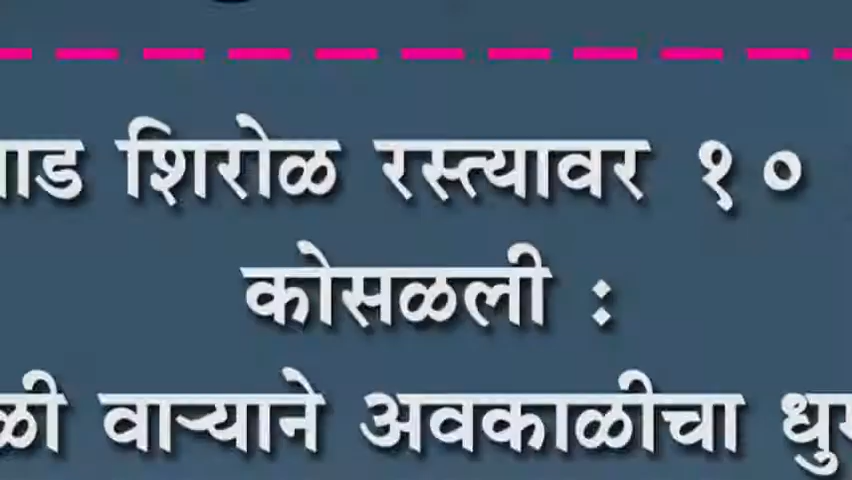 शिरोळ रस्त्यावर १०
कोसळली :
वाऱ्याने अवकाळीचा